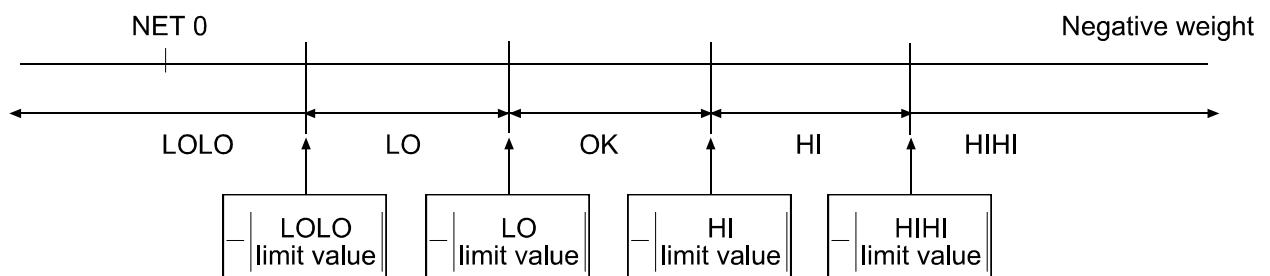 NET 0 Negative weight
LOLO LO OK HI HIHI
−|LOLO limit value| −|LO limit value| −|HI limit value| −|HIHI limit value|